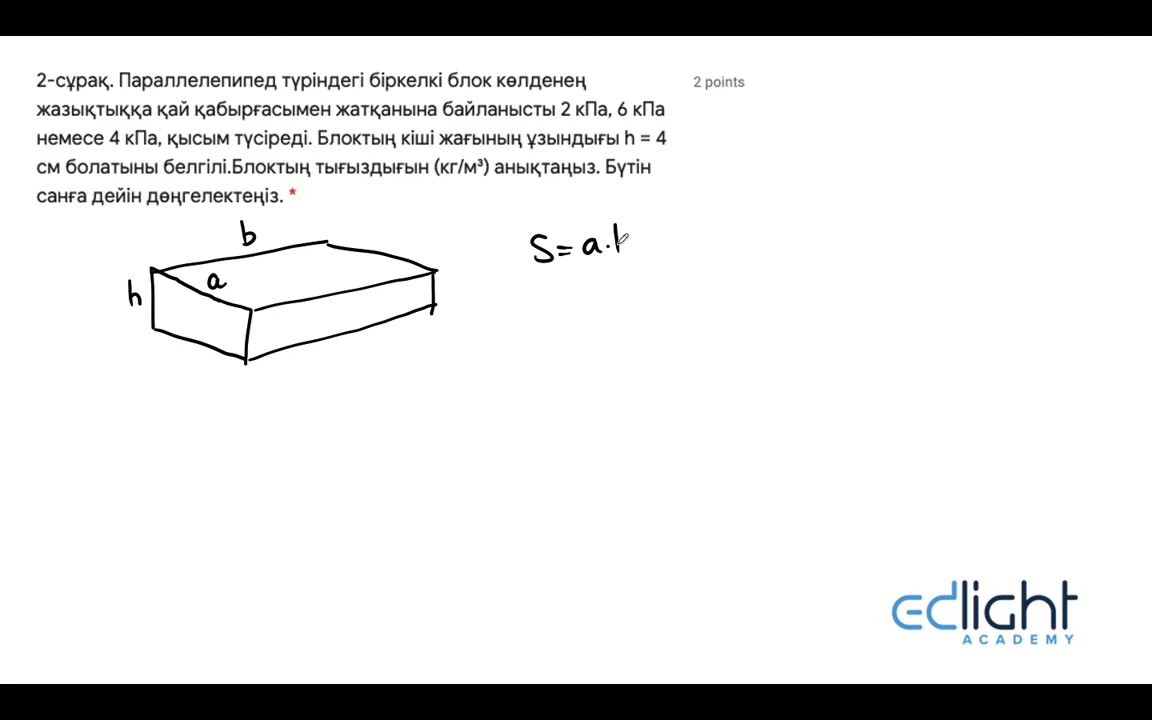 2-сұрақ. Параллелепипед түріндегі біркелкі блок көлденең
2 points
жазықтыққа қай қабырғасымен жатқанына байланысты 2 кПа, 6 кПа
немесе 4 кПа, қысым түсіреді. Блоктың кіші жағының ұзындығы h = 4
см болатыны белгілі.Блоктың тығыздығын (кг/м³) анықтаңыз. Бүтін
санға дейін дөңгелектеңіз. *
b
S= a·
a
h
edlight
ACADEMY